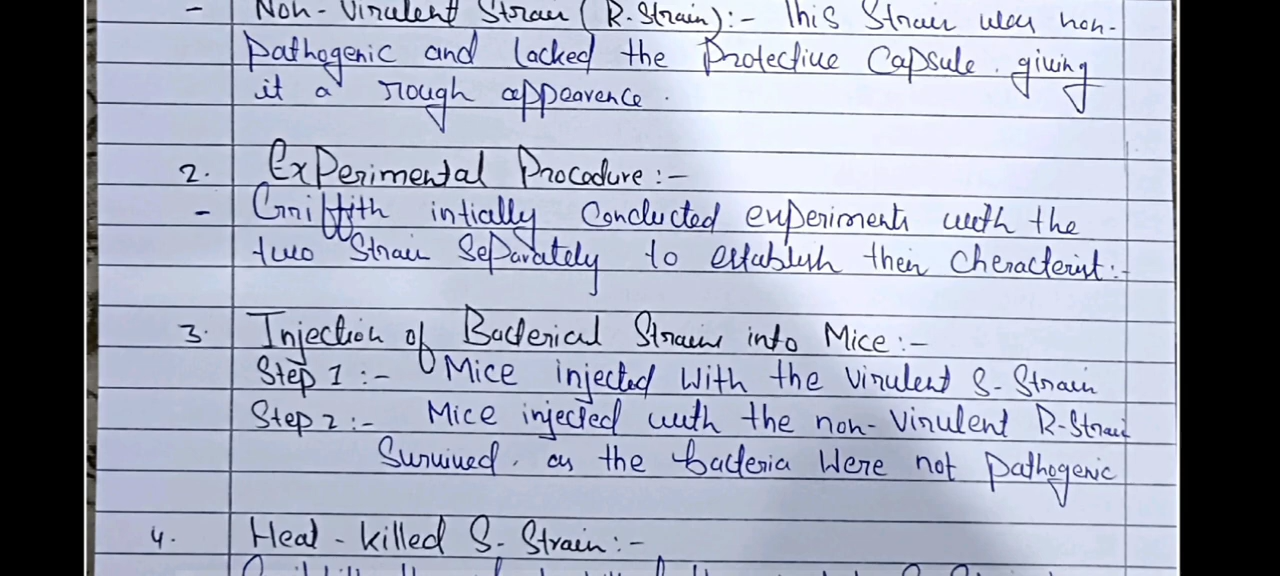 - Non-Virulent Strain (R.Strain):- This Strain was non-
Pathogenic and lacked the Protective Capsule. giving
it a rough appearence.
2. ExPerimental Procedure:-
- Griffith intially Conducted experiments with the
two Strain Separately to establish their Characterist:-
3. Injection of Bacterial Strains into Mice:-
Step 1:- Mice injected With the Virulent S-Strain
Step 2:- Mice injected with the non-Virulent R-Strain
Survived. as the bacteria Were not pathogenic
4. Heat-killed S-Strain:-